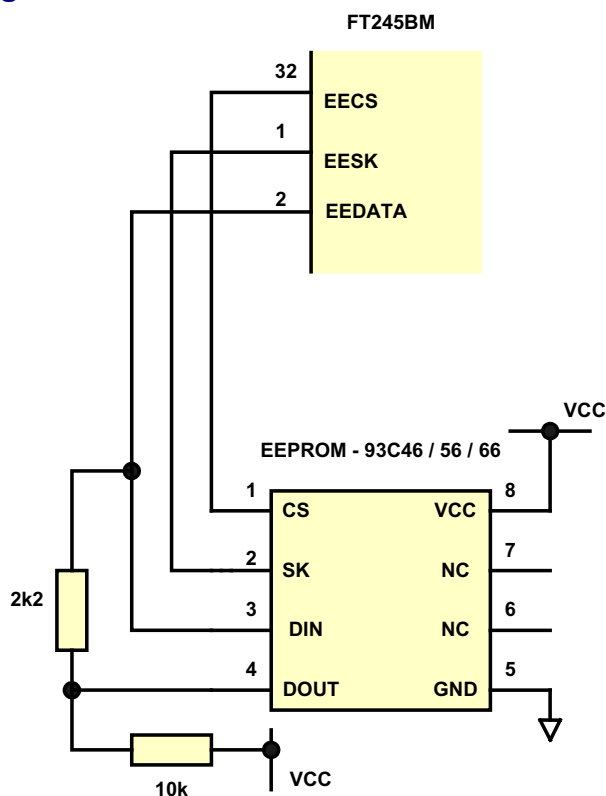 FT245BM
32
EECS
1
EESK
2
EEDATA
VCC
EEPROM - 93C46 / 56 / 66
1
CS
VCC
8
2
SK
NC
7
2k2
3
DIN
NC
6
4
DOUT
GND
5
VCC
10k